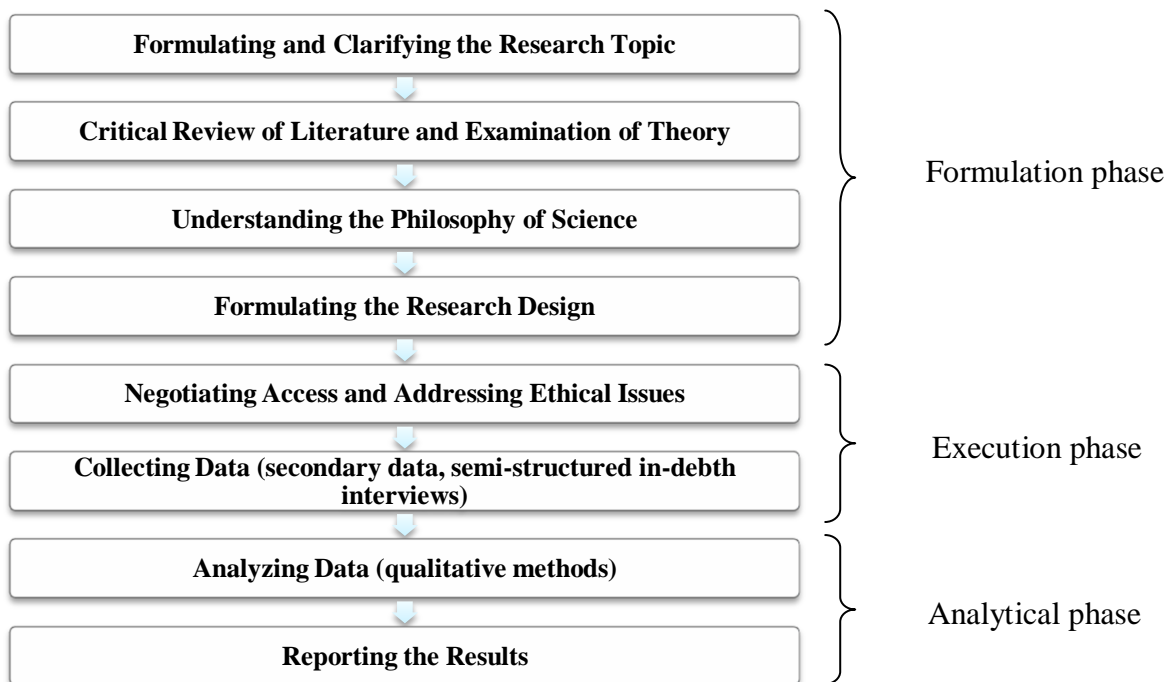 Formulating and Clarifying the Research Topic
Critical Review of Literature and Examination of Theory
Understanding the Philosophy of Science
Formulating the Research Design
Formulation phase
Negotiating Access and Addressing Ethical Issues
Collecting Data (secondary data, semi-structured in-debth
interviews)
Execution phase
Analyzing Data (qualitative methods)
Reporting the Results
Analytical phase